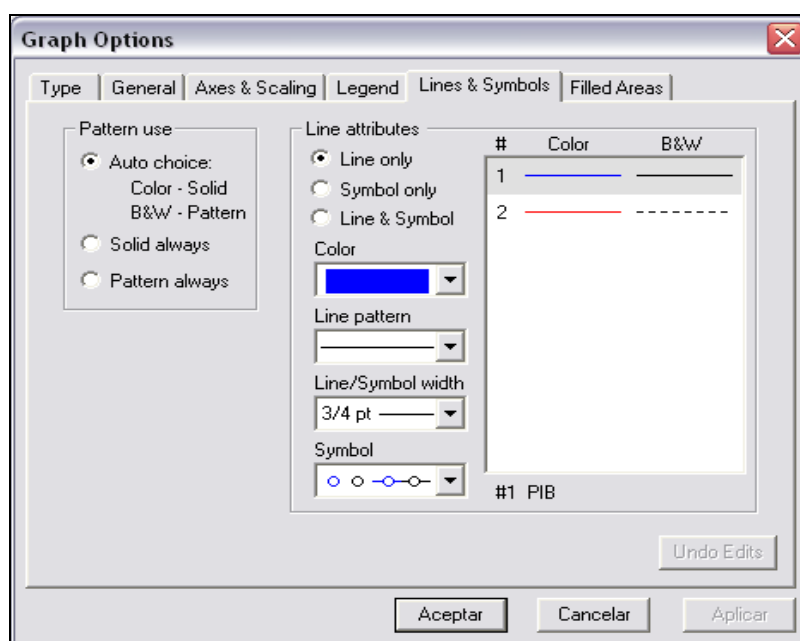 Graph Options
Type General Axes & Scaling Legend Lines & Symbols Filled Areas
Pattern use
Auto choice:
Color - Solid
B&W - Pattern
Solid always
Pattern always
Line attributes
Line only
Symbol only
Line & Symbol
Color
Line pattern
Line/Symbol width
3/4 pt
Symbol
# Color B&W
1
2
#1 PIB
Undo Edits
Aceptar Cancelar Aplicar